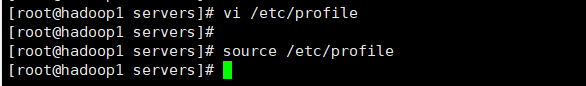 [root@hadoop1 servers]# vi /etc/profile
[root@hadoop1 servers]#
[root@hadoop1 servers]# source /etc/profile
[root@hadoop1 servers]#